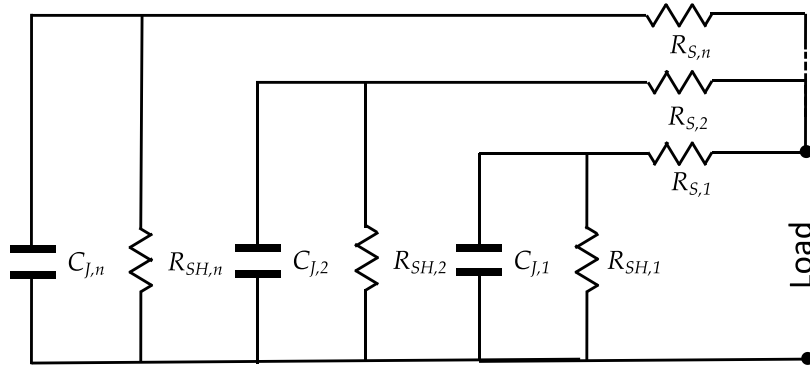 R_{S,n}
R_{S,2}
R_{S,1}
C_{J,n}
R_{SH,n}
C_{J,2}
R_{SH,2}
C_{J,1}
R_{SH,1}
Load